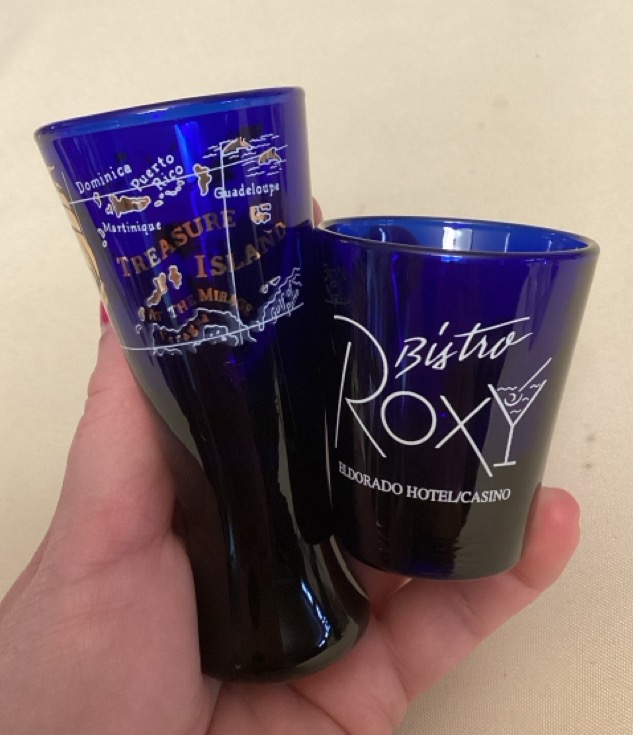 Dominica
Puerto
Rico
Guadeloupe
Martinique
TREASURE
ISLAND
AT THE MIRAGE
Bistro
ROXY
ELDORADO HOTEL/CASINO